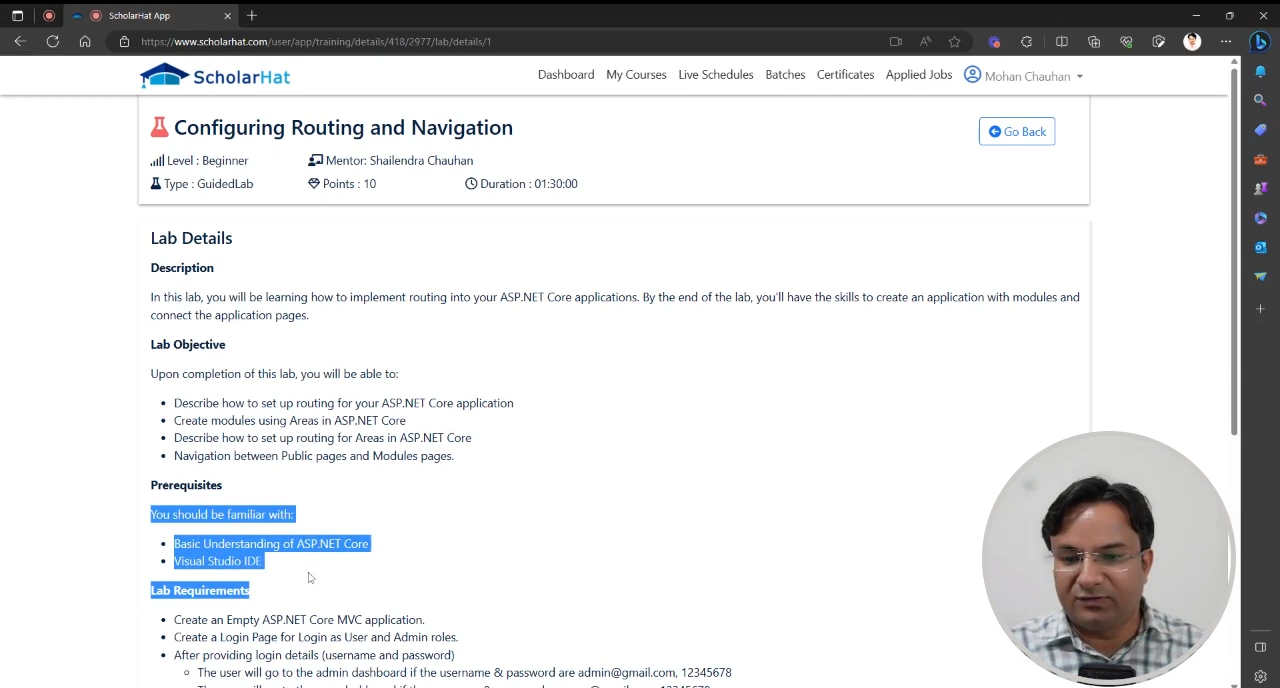 ScholarHat App
https://www.scholarhat.com/user/app/training/details/418/2977/lab/details/1
ScholarHat
Dashboard My Courses Live Schedules Batches Certificates Applied Jobs Mohan Chauhan
Configuring Routing and Navigation
Go Back
Level : Beginner Mentor: Shailendra Chauhan
Type : GuidedLab Points : 10 Duration : 01:30:00
Lab Details
Description
In this lab, you will be learning how to implement routing into your ASP.NET Core applications. By the end of the lab, you'll have the skills to create an application with modules and
connect the application pages.
Lab Objective
Upon completion of this lab, you will be able to:
Describe how to set up routing for your ASP.NET Core application
Create modules using Areas in ASP.NET Core
Describe how to set up routing for Areas in ASP.NET Core
Navigation between Public pages and Modules pages.
Prerequisites
You should be familiar with:
Basic Understanding of ASP.NET Core
Visual Studio IDE
Lab Requirements
Create an Empty ASP.NET Core MVC application.
Create a Login Page for Login as User and Admin roles.
After providing login details (username and password)
The user will go to the admin dashboard if the username & password are admin@gmail.com, 12345678